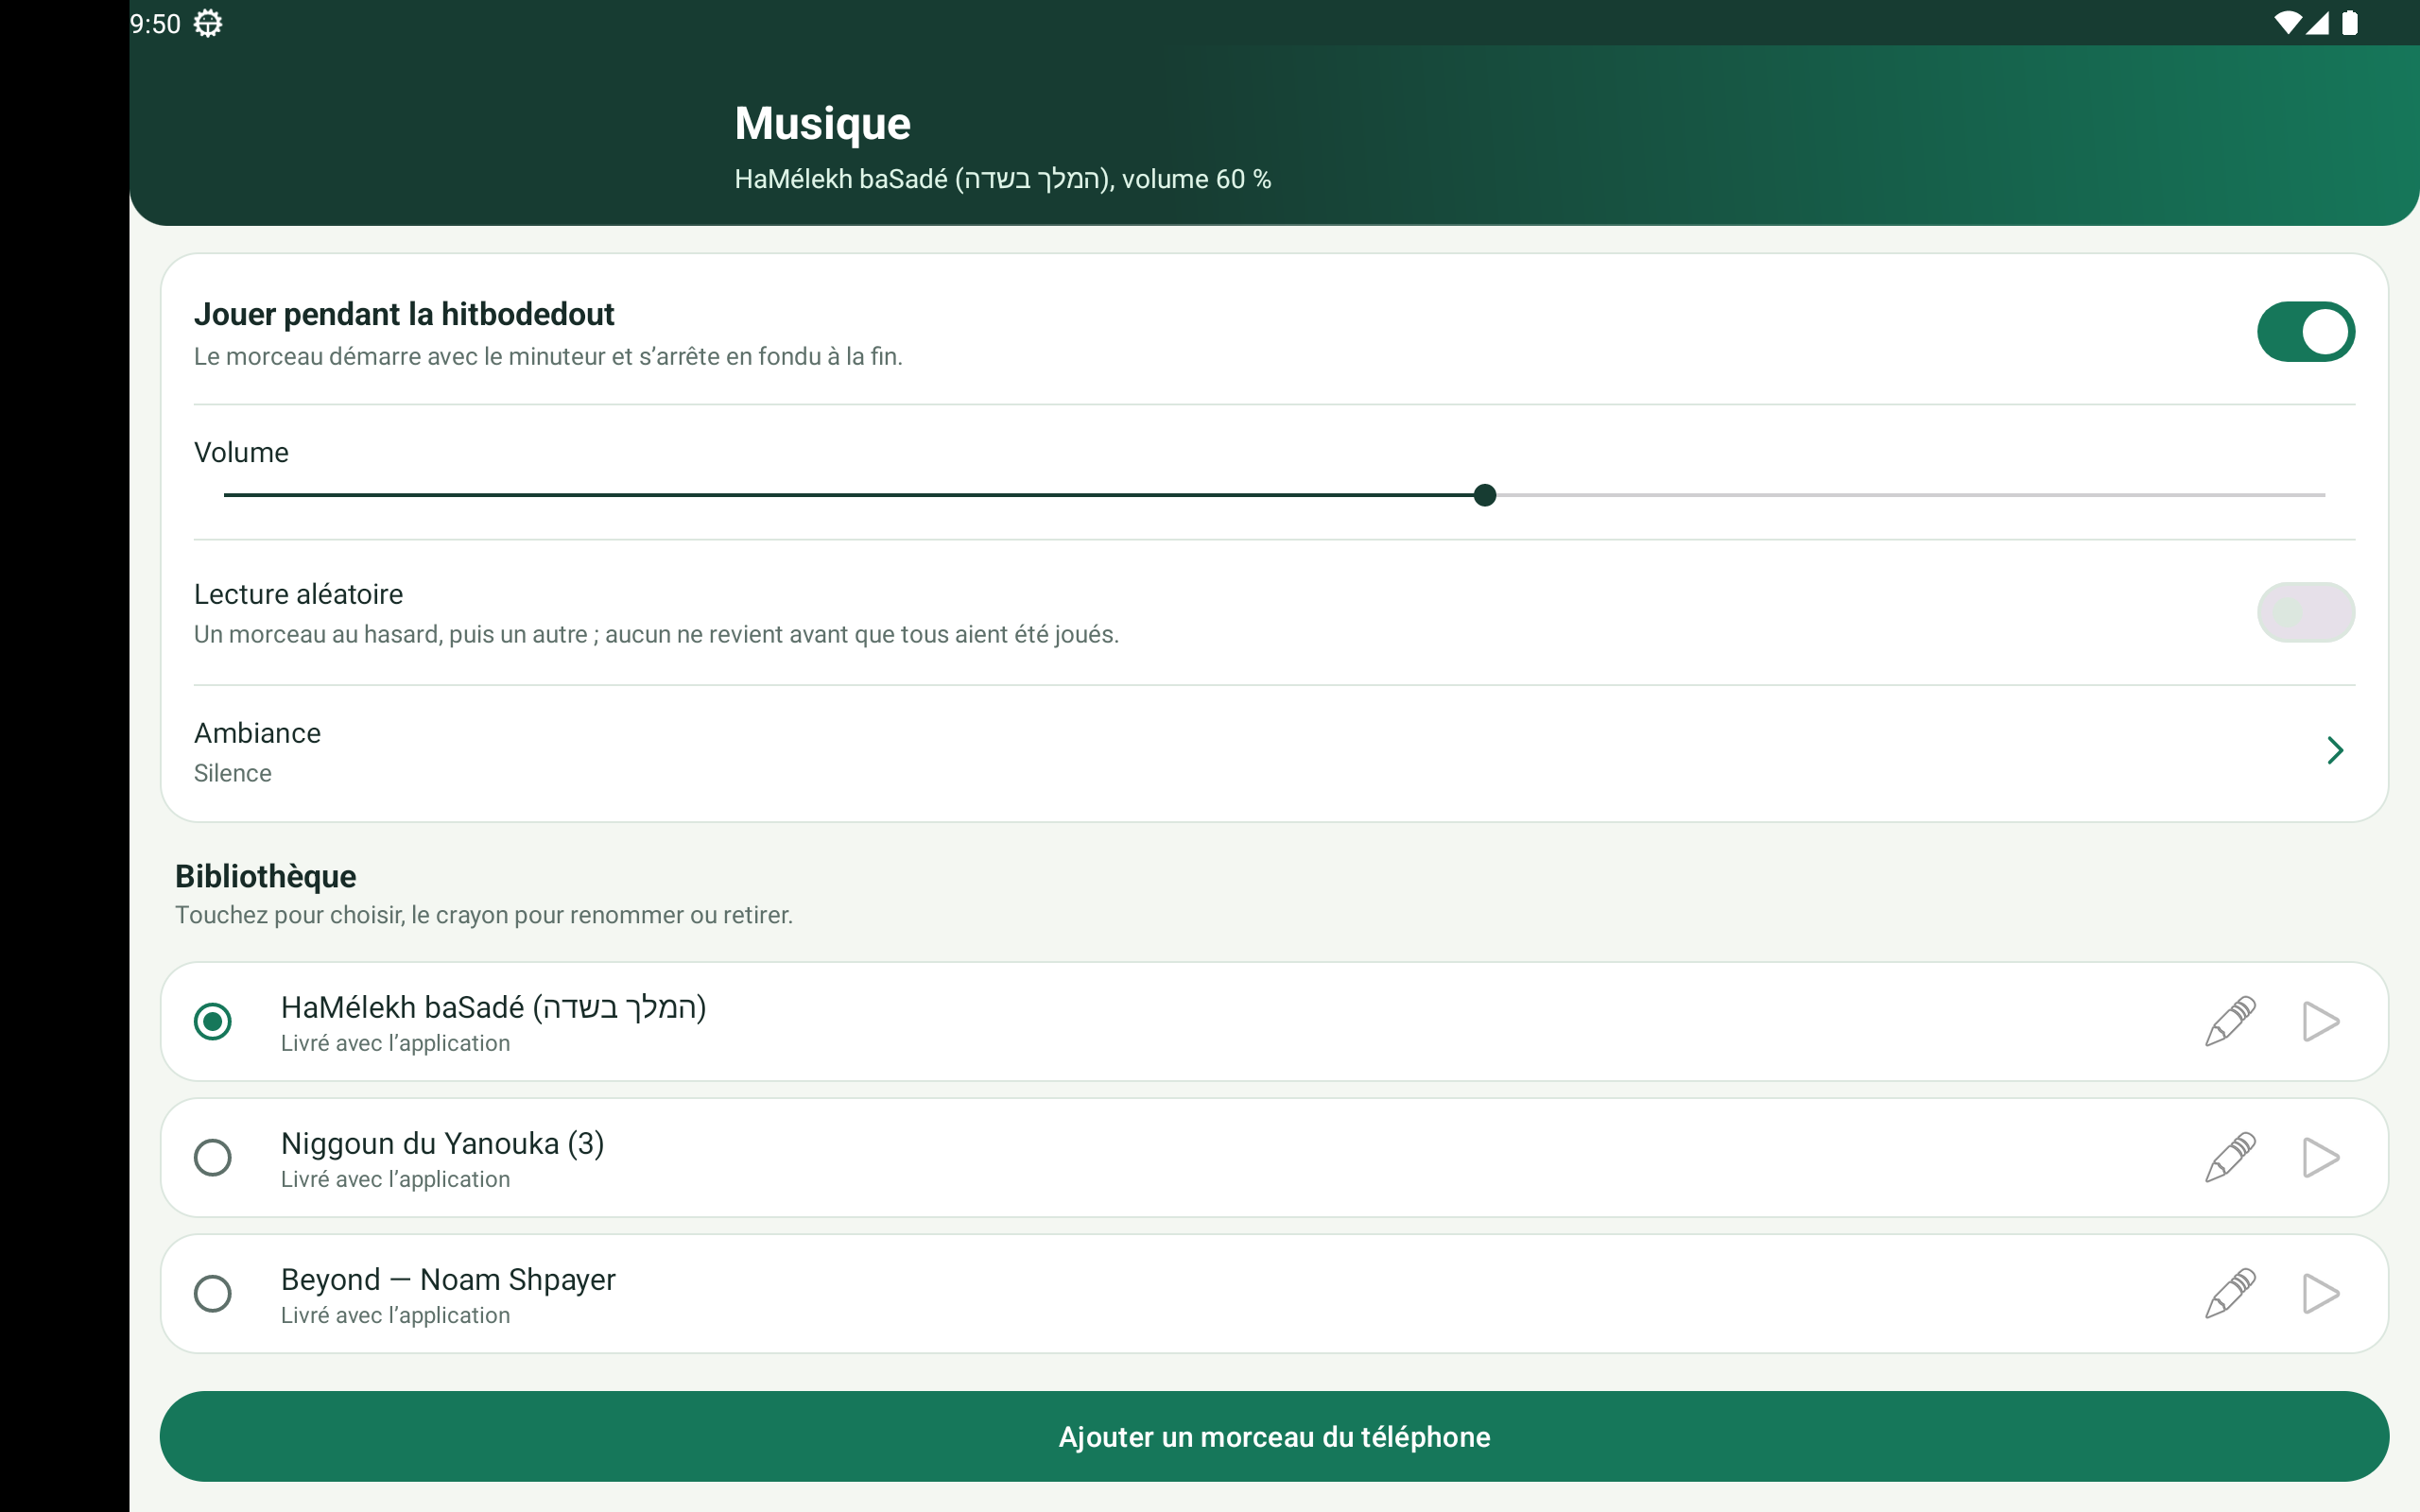 9:50
Musique
HaMélekh baSadé (המלך בשדה), volume 60 %
Jouer pendant la hitbodedout
Le morceau démarre avec le minuteur et s’arrête en fondu à la fin.
Volume
Lecture aléatoire
Un morceau au hasard, puis un autre ; aucun ne revient avant que tous aient été joués.
Ambiance
Silence
Bibliothèque
Touchez pour choisir, le crayon pour renommer ou retirer.
HaMélekh baSadé (המלך בשדה)
Livré avec l’application
Niggoun du Yanouka (3)
Livré avec l’application
Beyond — Noam Shpayer
Livré avec l’application
Ajouter un morceau du téléphone